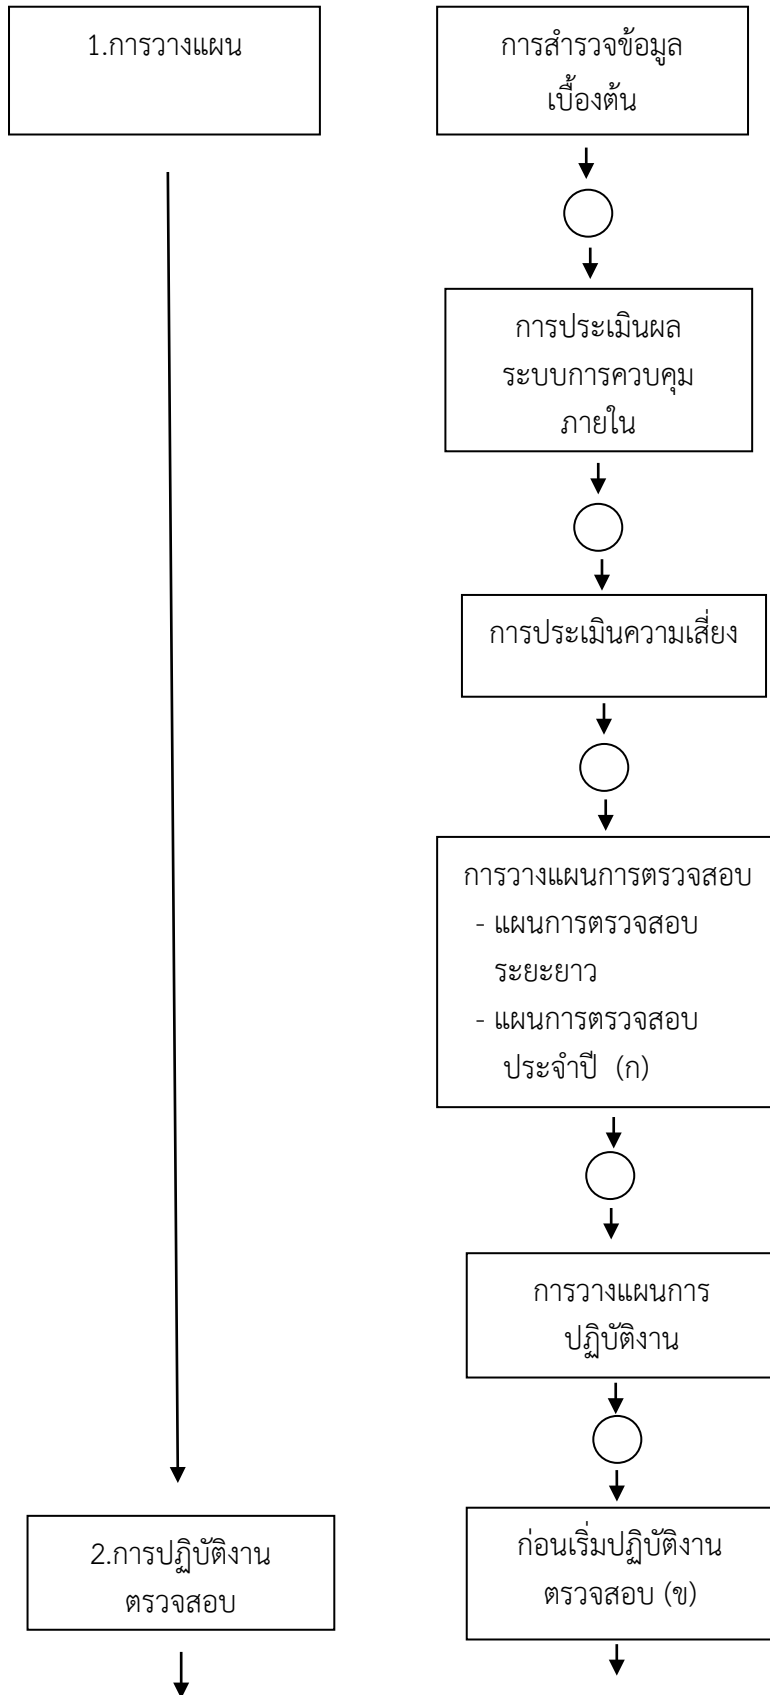 1.การวางแผน
การสำรวจข้อมูล
เบื้องต้น
การประเมินผล
ระบบการควบคุม
ภายใน
การประเมินความเสี่ยง
การวางแผนการตรวจสอบ
- แผนการตรวจสอบ
ระยะยาว
- แผนการตรวจสอบ
ประจำปี (ก)
การวางแผนการ
ปฏิบัติงาน
2.การปฏิบัติงาน
ตรวจสอบ
ก่อนเริ่มปฏิบัติงาน
ตรวจสอบ (ข)